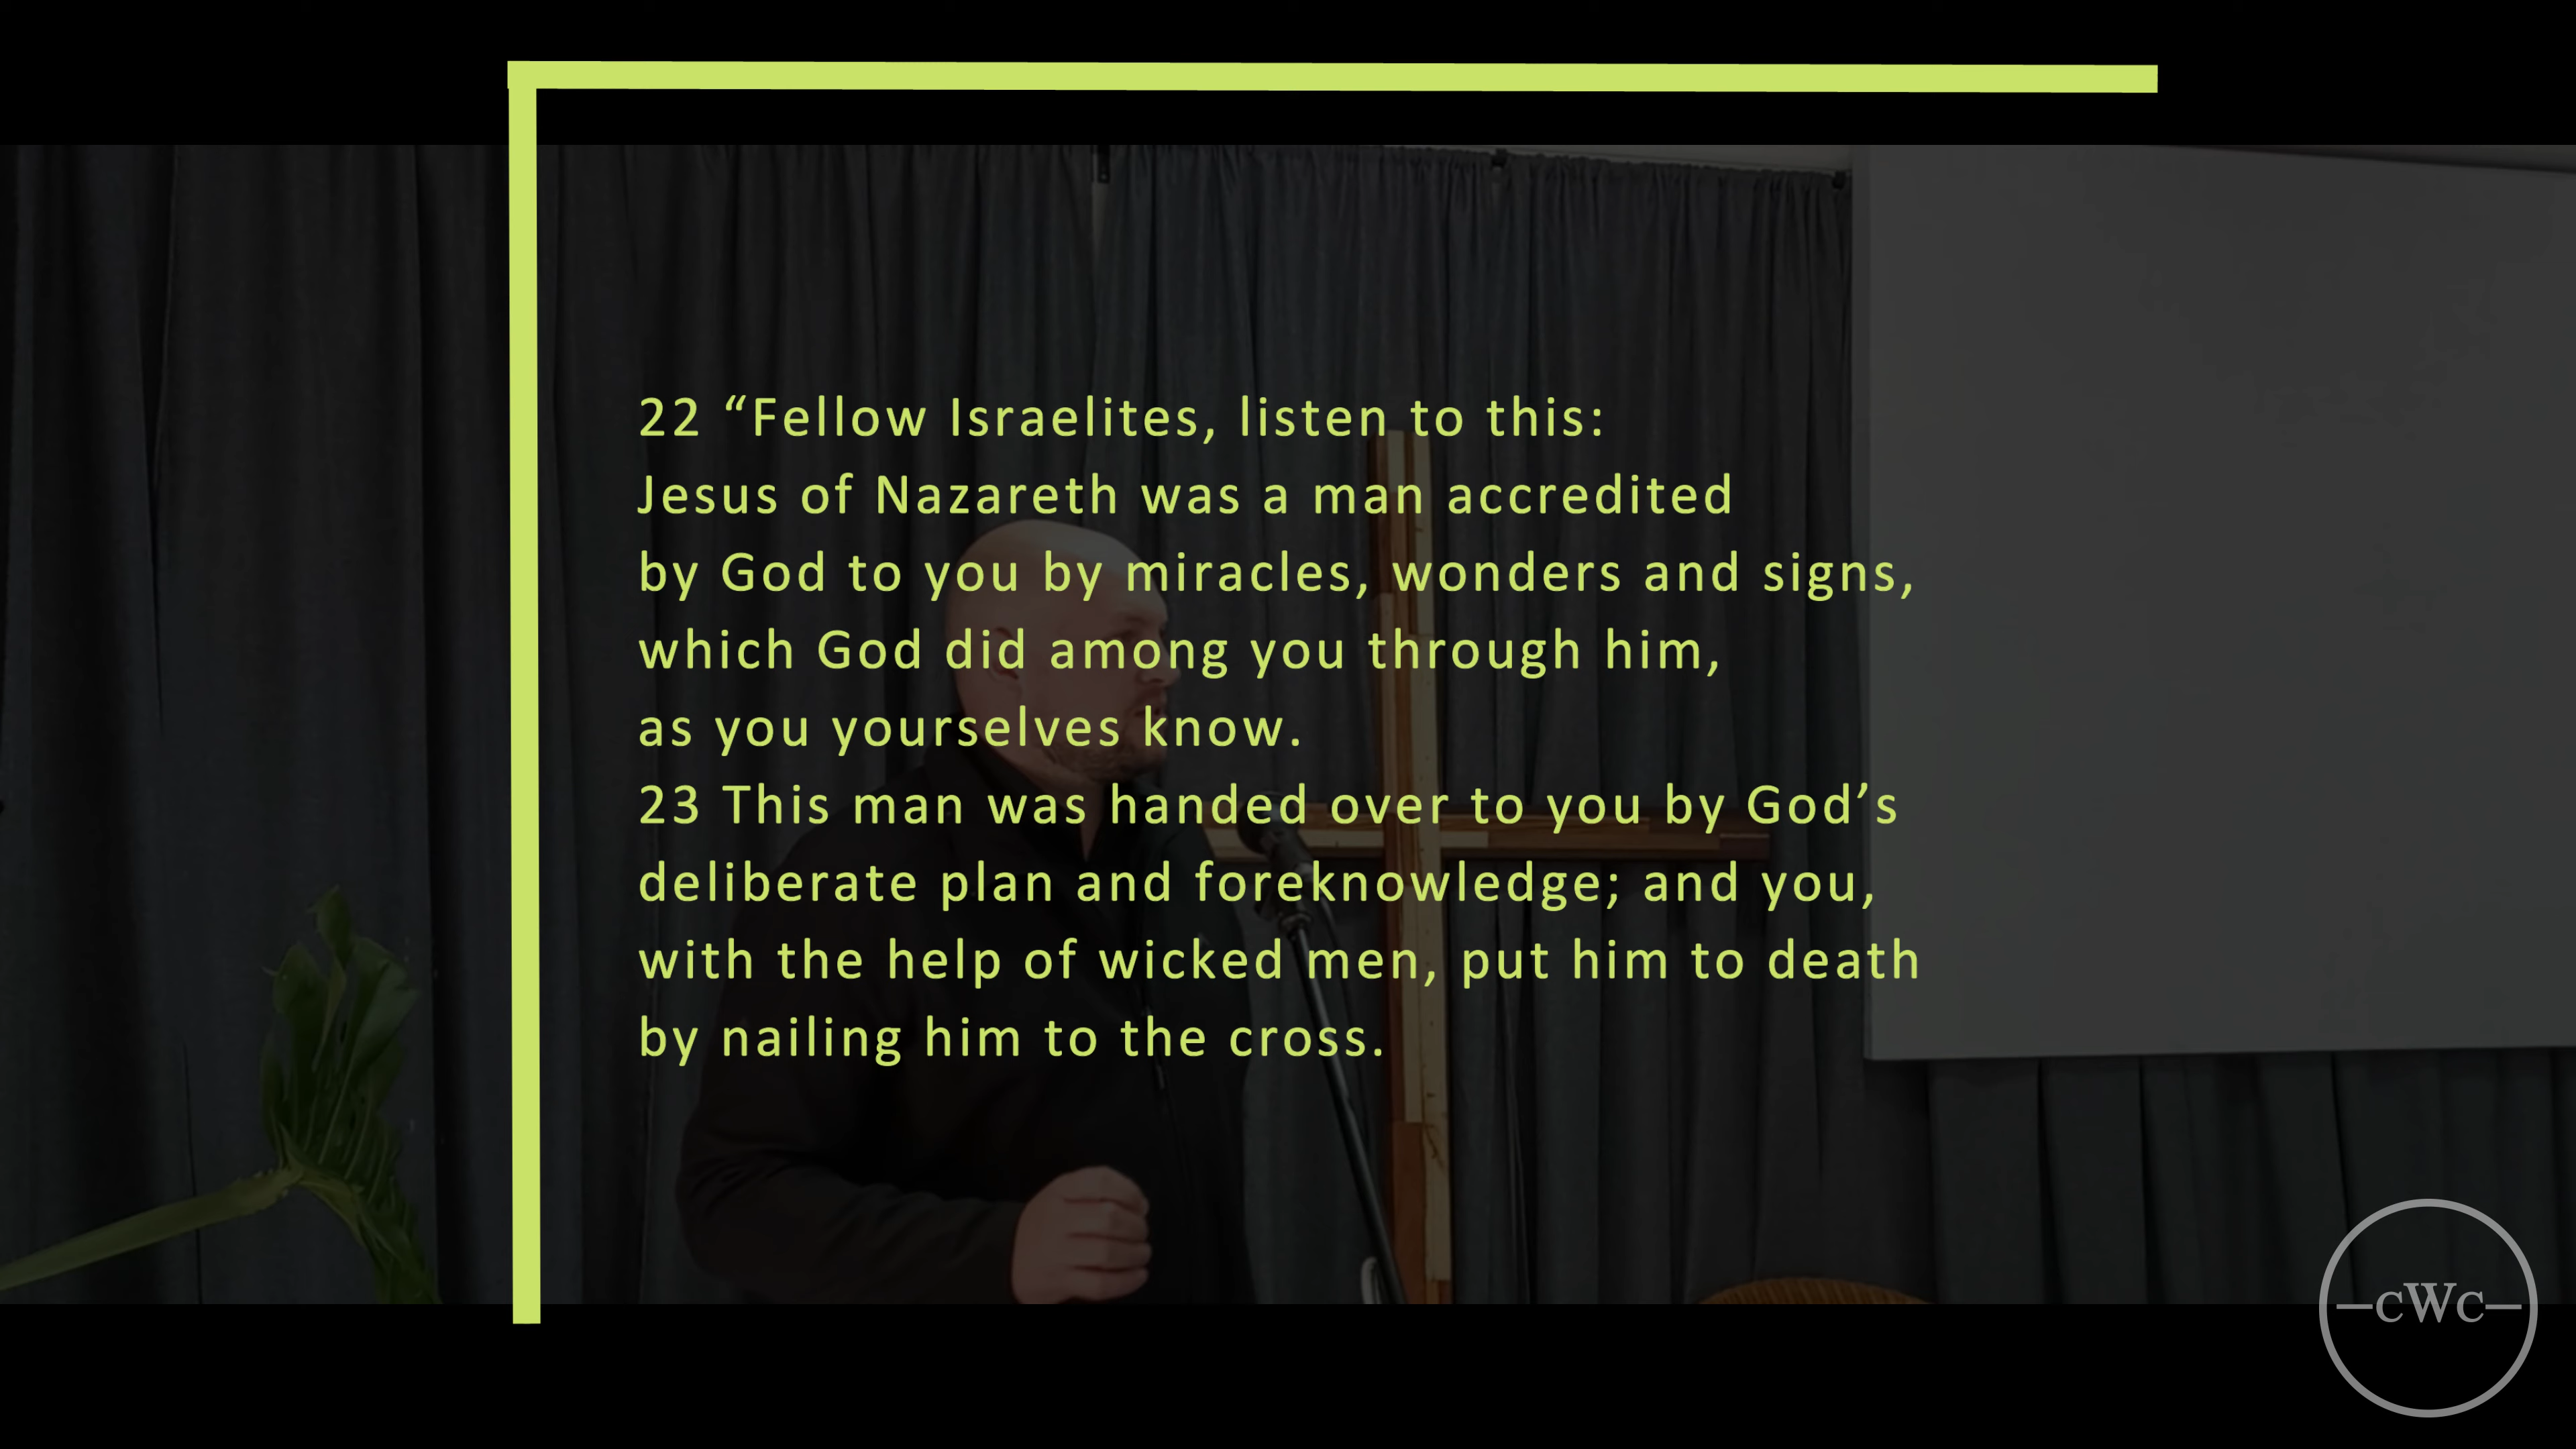 22 “Fellow Israelites, listen to this:
Jesus of Nazareth was a man accredited
by God to you by miracles, wonders and signs,
which God did among you through him,
as you yourselves know.
23 This man was handed over to you by God’s
deliberate plan and foreknowledge; and you,
with the help of wicked men, put him to death
by nailing him to the cross.
cWc